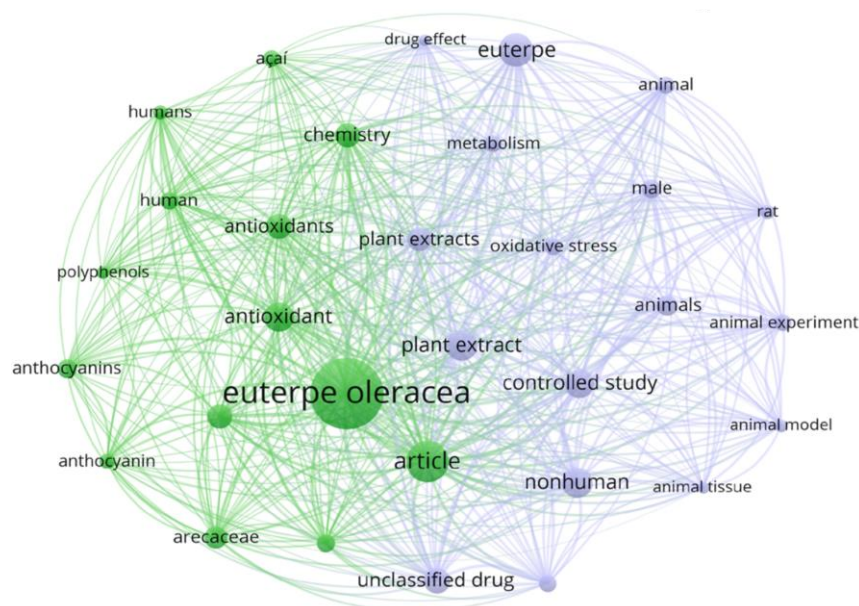 drug effect
euterpe
açaí
animal
humans
chemistry
metabolism
human
male
antioxidants
plant extracts
oxidative stress
rat
polyphenols
antioxidant
animals
animal experiment
plant extract
anthocyanins
euterpe oleracea
controlled study
animal model
anthocyanin
article
nonhuman
animal tissue
arecaceae
unclassified drug